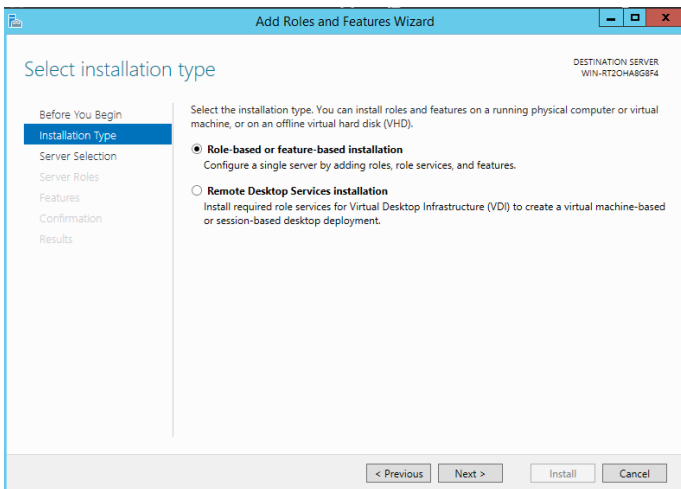 Add Roles and Features Wizard
Select installation type
DESTINATION SERVER
WIN-RT2OHA8G8F4
Before You Begin
Installation Type
Server Selection
Server Roles
Features
Confirmation
Results
Select the installation type. You can install roles and features on a running physical computer or virtual
machine, or on an offline virtual hard disk (VHD).
Role-based or feature-based installation
Configure a single server by adding roles, role services, and features.
Remote Desktop Services installation
Install required role services for Virtual Desktop Infrastructure (VDI) to create a virtual machine-based
or session-based desktop deployment.
< Previous
Next >
Install
Cancel